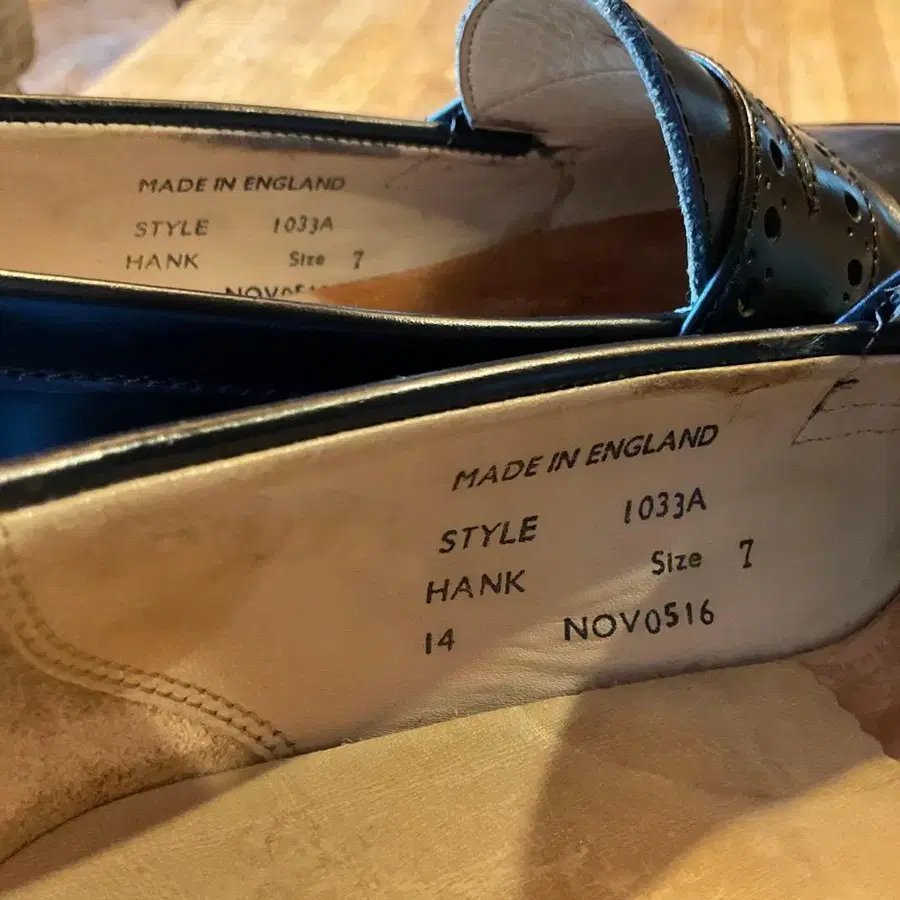 MADE IN ENGLAND
STYLE 1033A
HANK Size 7
MADE IN ENGLAND
STYLE 1033A
HANK Size 7
14 NOV0516